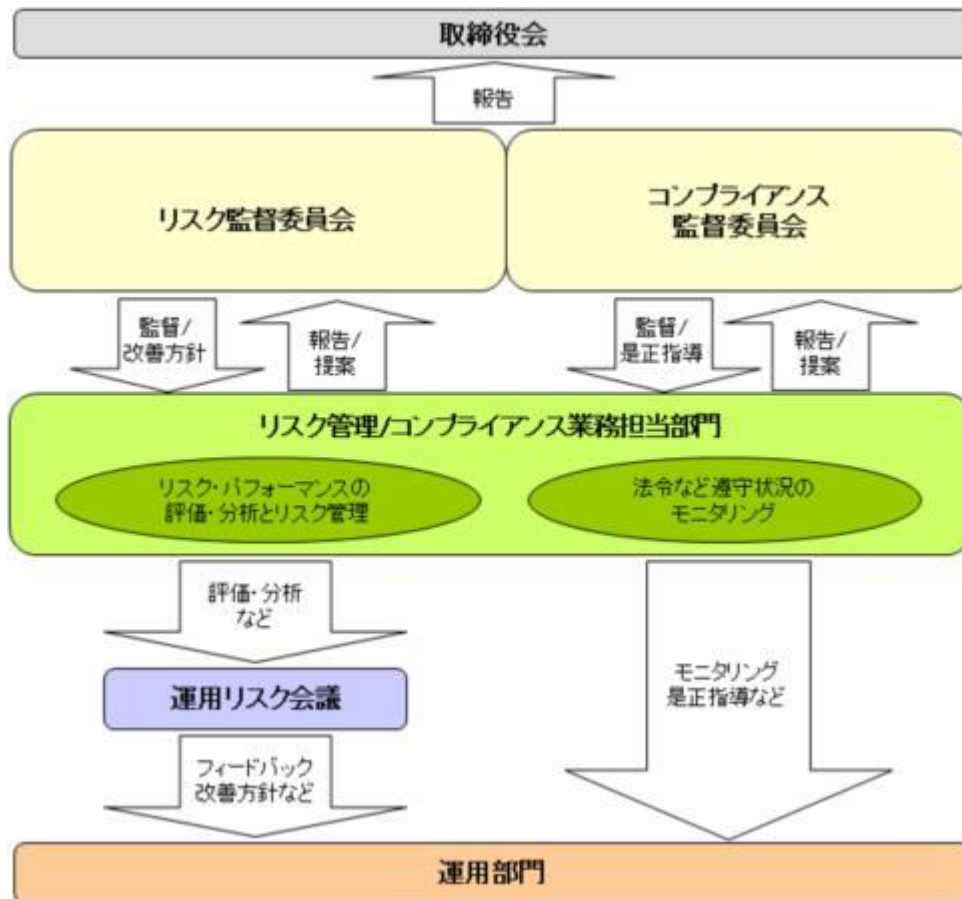 取締役会
報告
リスク監督委員会
コンプライアンス
監督委員会
監督/
改善方針
報告/
提案
監督/
是正指導
報告/
提案
リスク管理/コンプライアンス業務担当部門
リスク・パフォーマンスの
評価・分析とリスク管理
法令など遵守状況の
モニタリング
評価・分析
など
運用リスク会議
モニタリング
是正指導など
フィードバック
改善方針など
運用部門